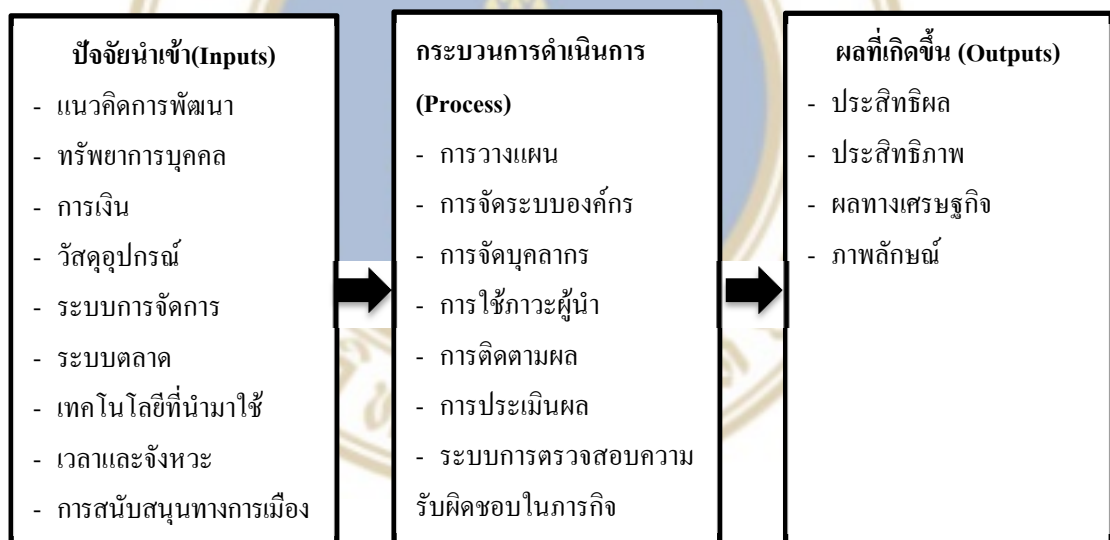 ปัจจัยนำเข้า(Inputs)
- แนวคิดการพัฒนา
- ทรัพยาการบุคคล
- การเงิน
- วัสดุอุปกรณ์
- ระบบการจัดการ
- ระบบตลาด
- เทคโนโลยีที่นำมาใช้
- เวลาและจังหวะ
- การสนับสนุนทางการเมือง
กระบวนการดำเนินการ
(Process)
- การวางแผน
- การจัดระบบองค์กร
- การจัดบุคลากร
- การใช้ภาวะผู้นำ
- การติดตามผล
- การประเมินผล
- ระบบการตรวจสอบความ
รับผิดชอบในภารกิจ
ผลที่เกิดขึ้น (Outputs)
- ประสิทธิผล
- ประสิทธิภาพ
- ผลทางเศรษฐกิจ
- ภาพลักษณ์